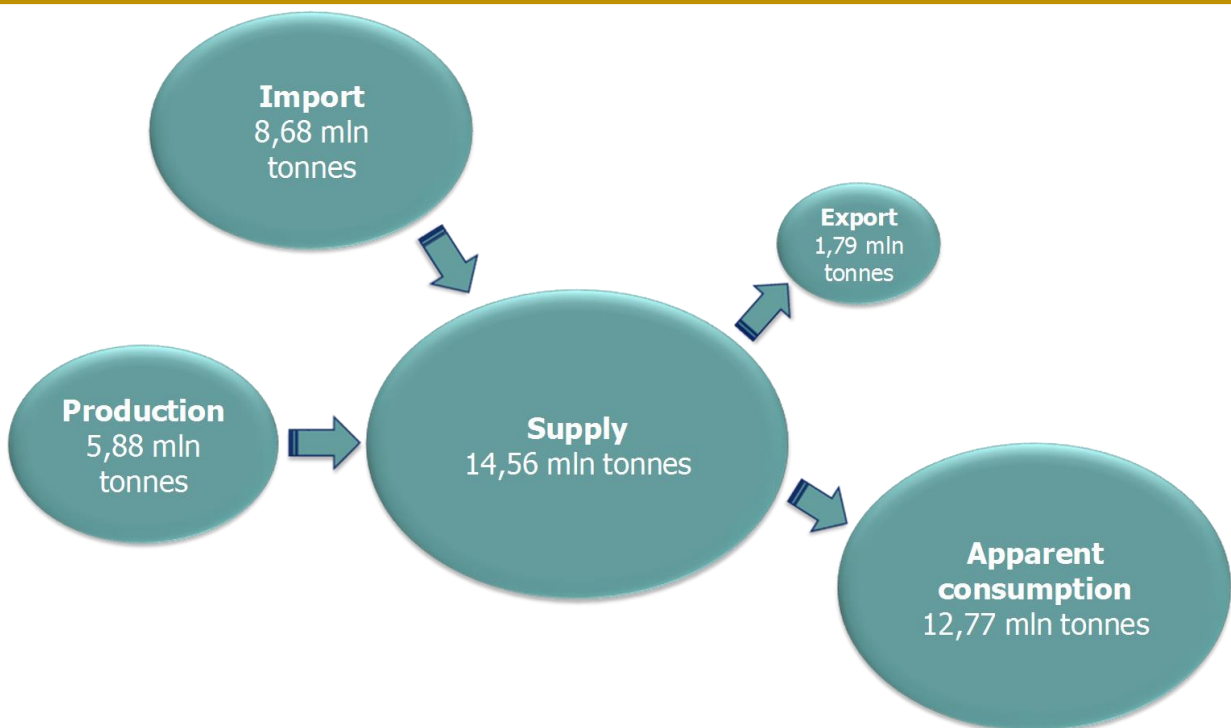 Import
8,68 mln
tonnes
Export
1,79 mln
tonnes
Production
5,88 mln
tonnes
Supply
14,56 mln tonnes
Apparent
consumption
12,77 mln tonnes